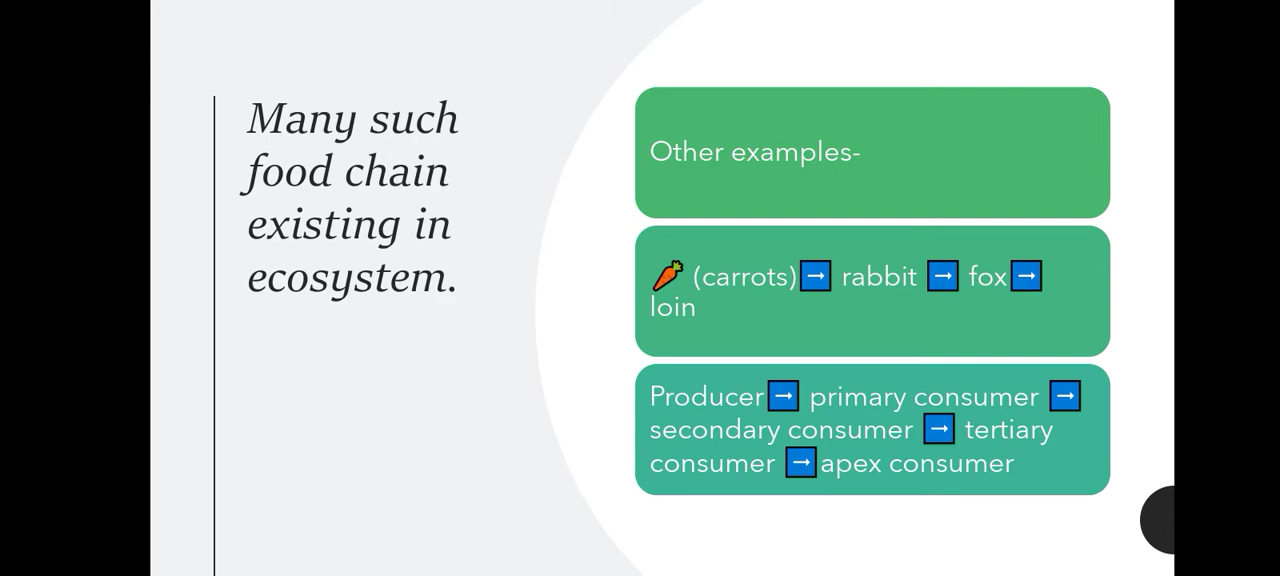 Many such
food chain
existing in
ecosystem.
Other examples-
🥕 (carrots)➡️ rabbit ➡️ fox➡️
loin
Producer➡️ primary consumer ➡️
secondary consumer ➡️ tertiary
consumer ➡️apex consumer